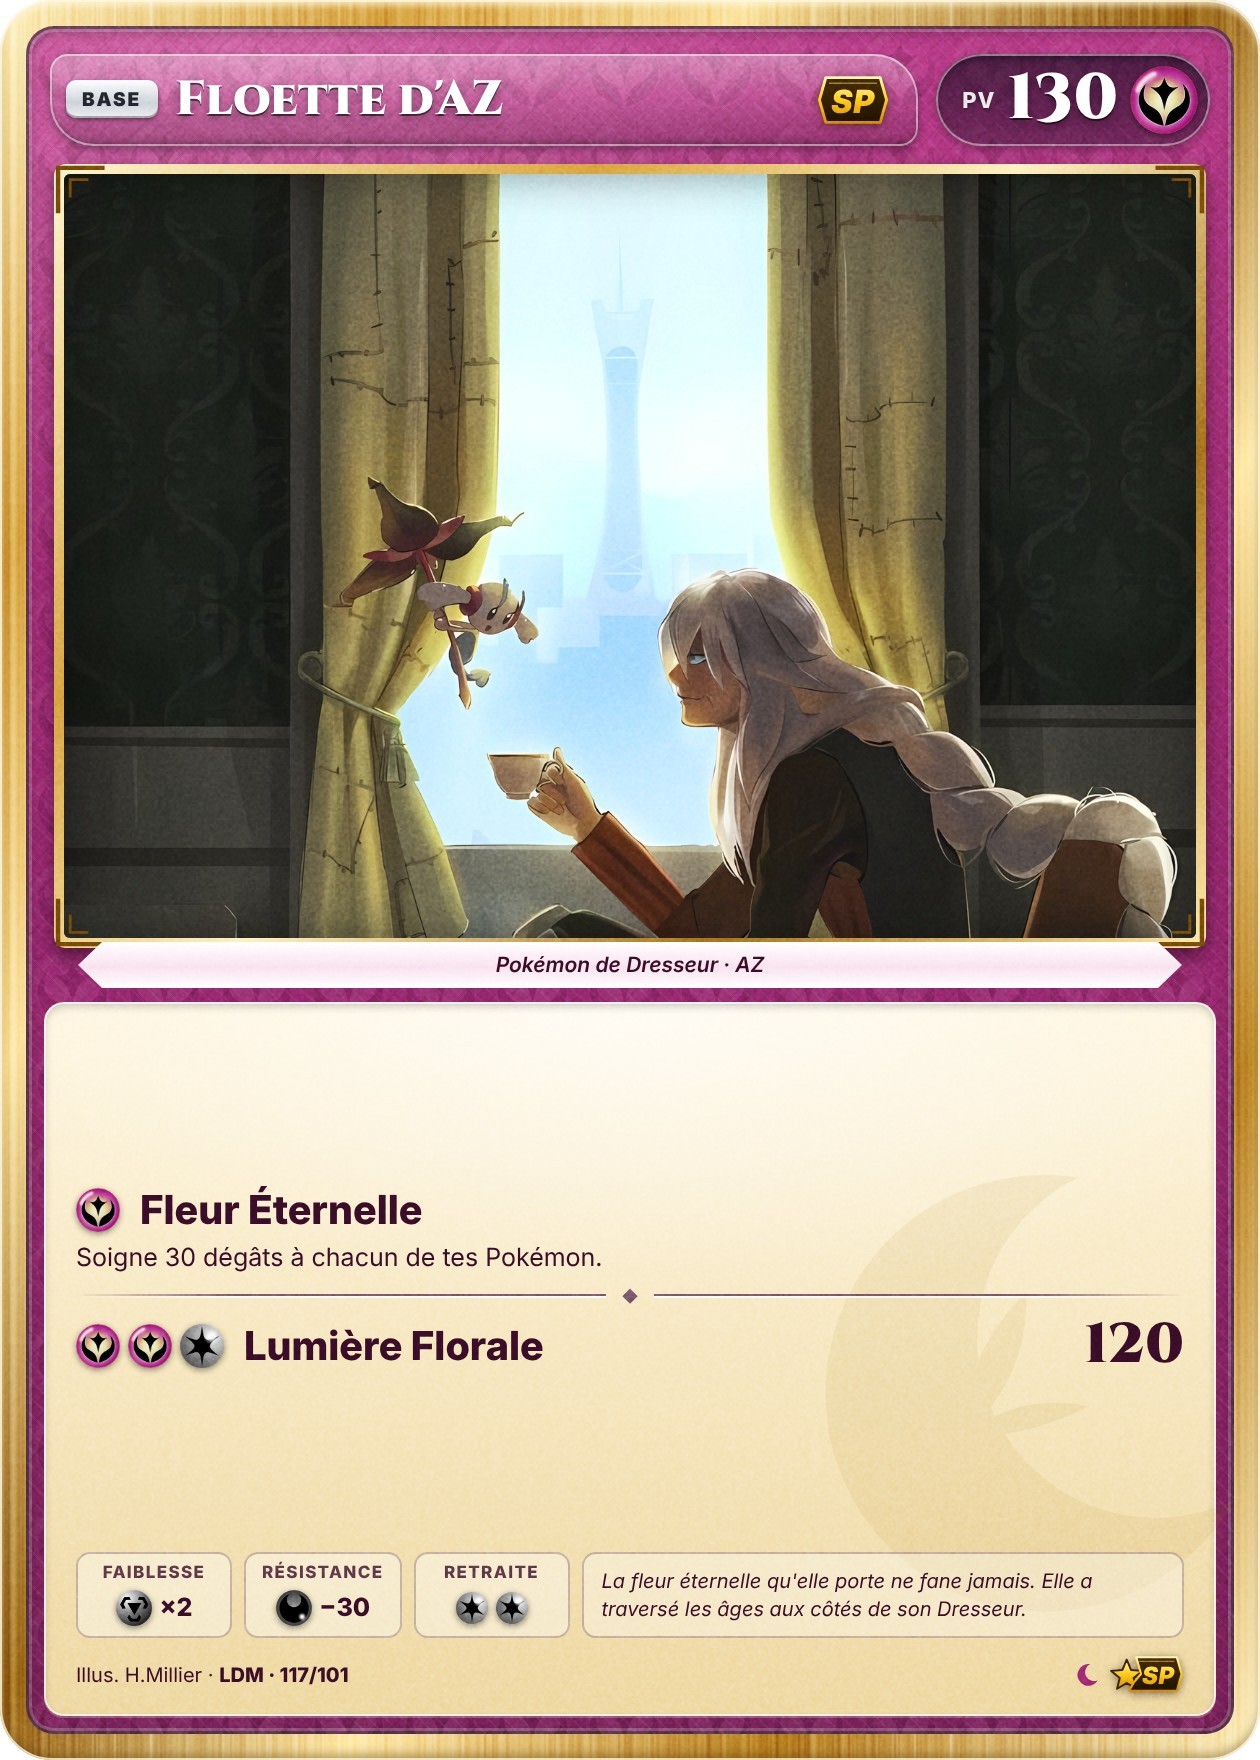 BASE
Floette d'AZ
SP
PV 130
Pokémon de Dresseur · AZ
Fleur Éternelle
Soigne 30 dégâts à chacun de tes Pokémon.
Lumière Florale 120
FAIBLESSE
×2
RÉSISTANCE
−30
RETRAITE
La fleur éternelle qu'elle porte ne fane jamais. Elle a
traversé les âges aux côtés de son Dresseur.
Illus. H.Millier · LDM · 117/101
SP